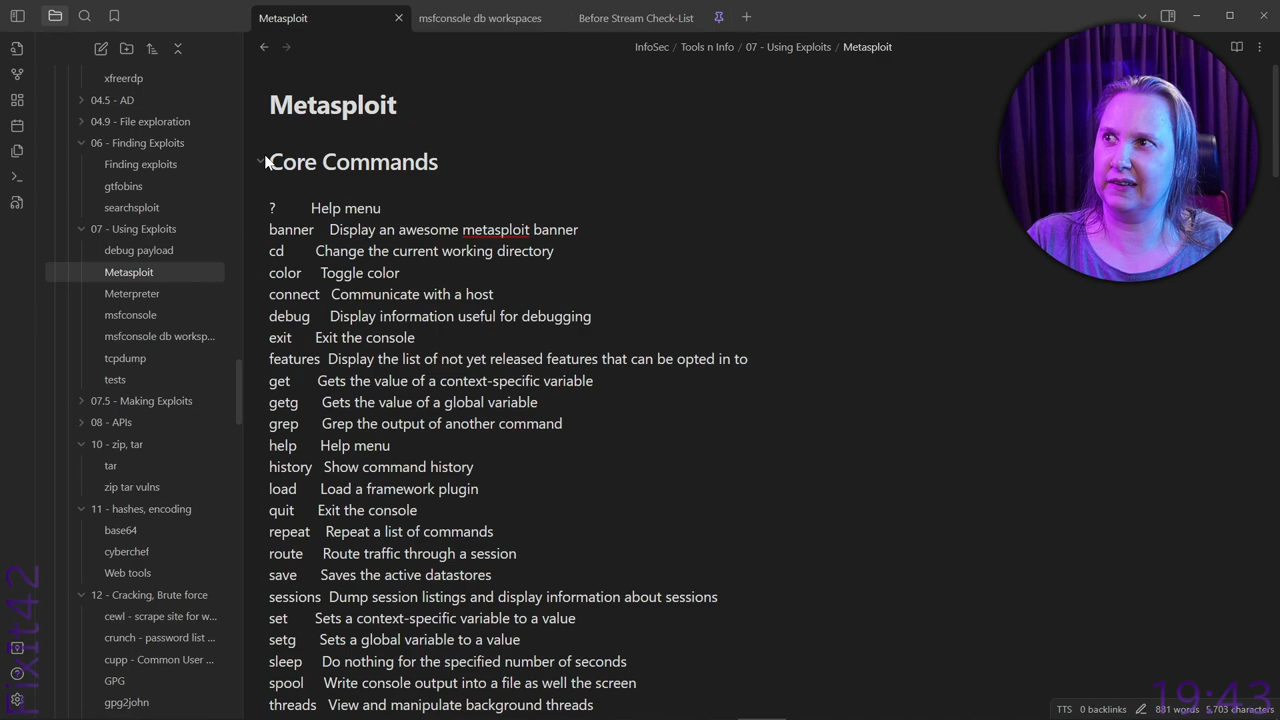 Metasploit
msfconsole db workspaces
Before Stream Check-List
InfoSec / Tools n Info / 07 - Using Exploits / Metasploit
xfreerdp
04.5 - AD
04.9 - File exploration
06 - Finding Exploits
Finding exploits
gtfobins
searchsploit
07 - Using Exploits
debug payload
Metasploit
Meterpreter
msfconsole
msfconsole db worksp...
tcpdump
tests
07.5 - Making Exploits
08 - APIs
10 - zip, tar
tar
zip tar vulns
11 - hashes, encoding
base64
cyberchef
Web tools
12 - Cracking, Brute force
cewl - scrape site for w...
crunch - password list ...
cupp - Common User ...
GPG
gpg2john
Metasploit
Core Commands
? Help menu
banner Display an awesome metasploit banner
cd Change the current working directory
color Toggle color
connect Communicate with a host
debug Display information useful for debugging
exit Exit the console
features Display the list of not yet released features that can be opted in to
get Gets the value of a context-specific variable
getg Gets the value of a global variable
grep Grep the output of another command
help Help menu
history Show command history
load Load a framework plugin
quit Exit the console
repeat Repeat a list of commands
route Route traffic through a session
save Saves the active datastores
sessions Dump session listings and display information about sessions
set Sets a context-specific variable to a value
setg Sets a global variable to a value
sleep Do nothing for the specified number of seconds
spool Write console output into a file as well the screen
threads View and manipulate background threads
Fixit42
19:43
TTS 0 backlinks 831 words 5,703 characters